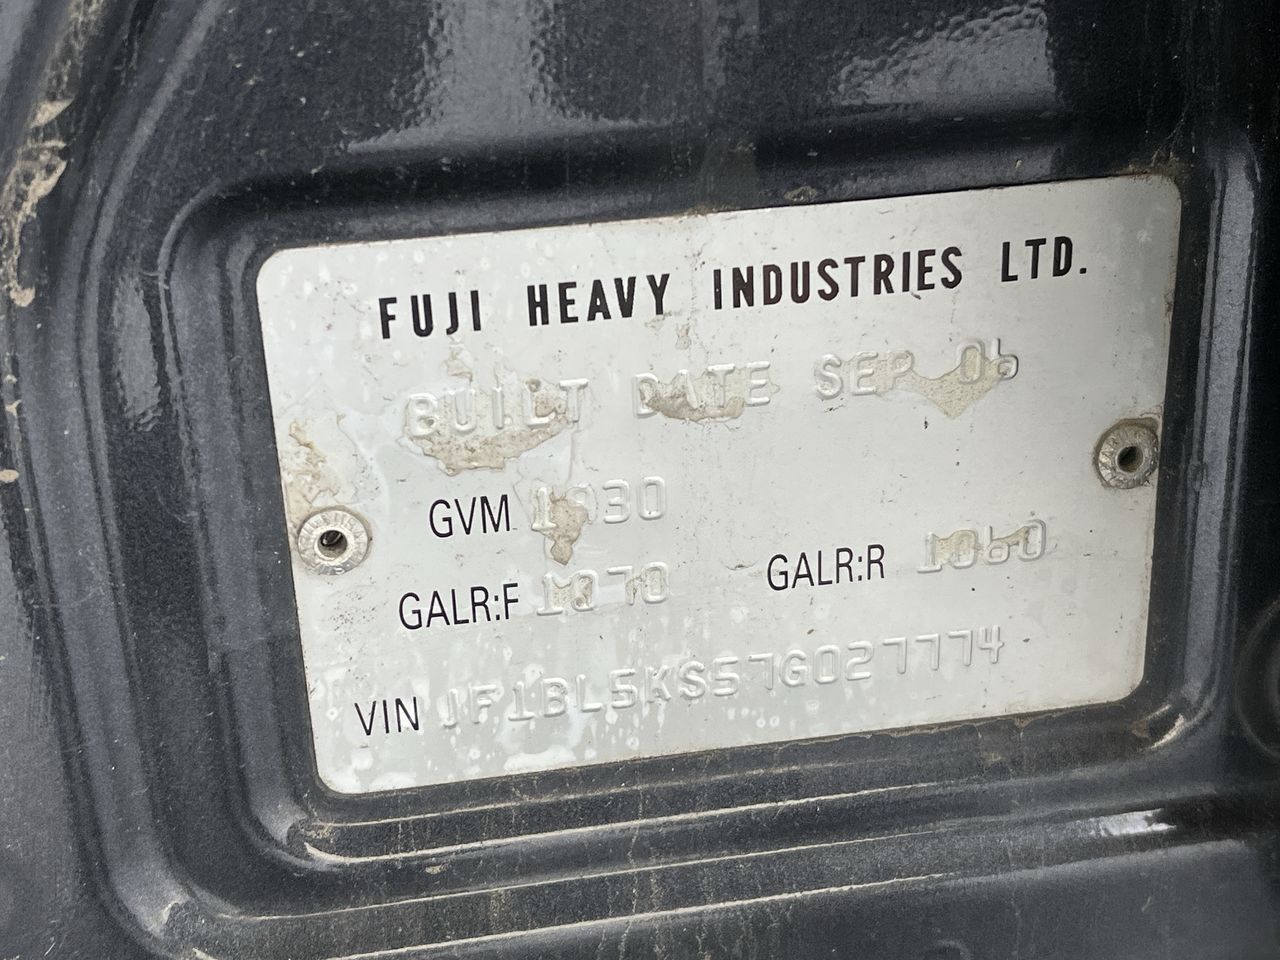 FUJI HEAVY INDUSTRIES LTD.
BUILT DATE SEP 06
GVM 1930
GALR:F 1070 GALR:R 1060
VIN JF1BL5KS57G027774